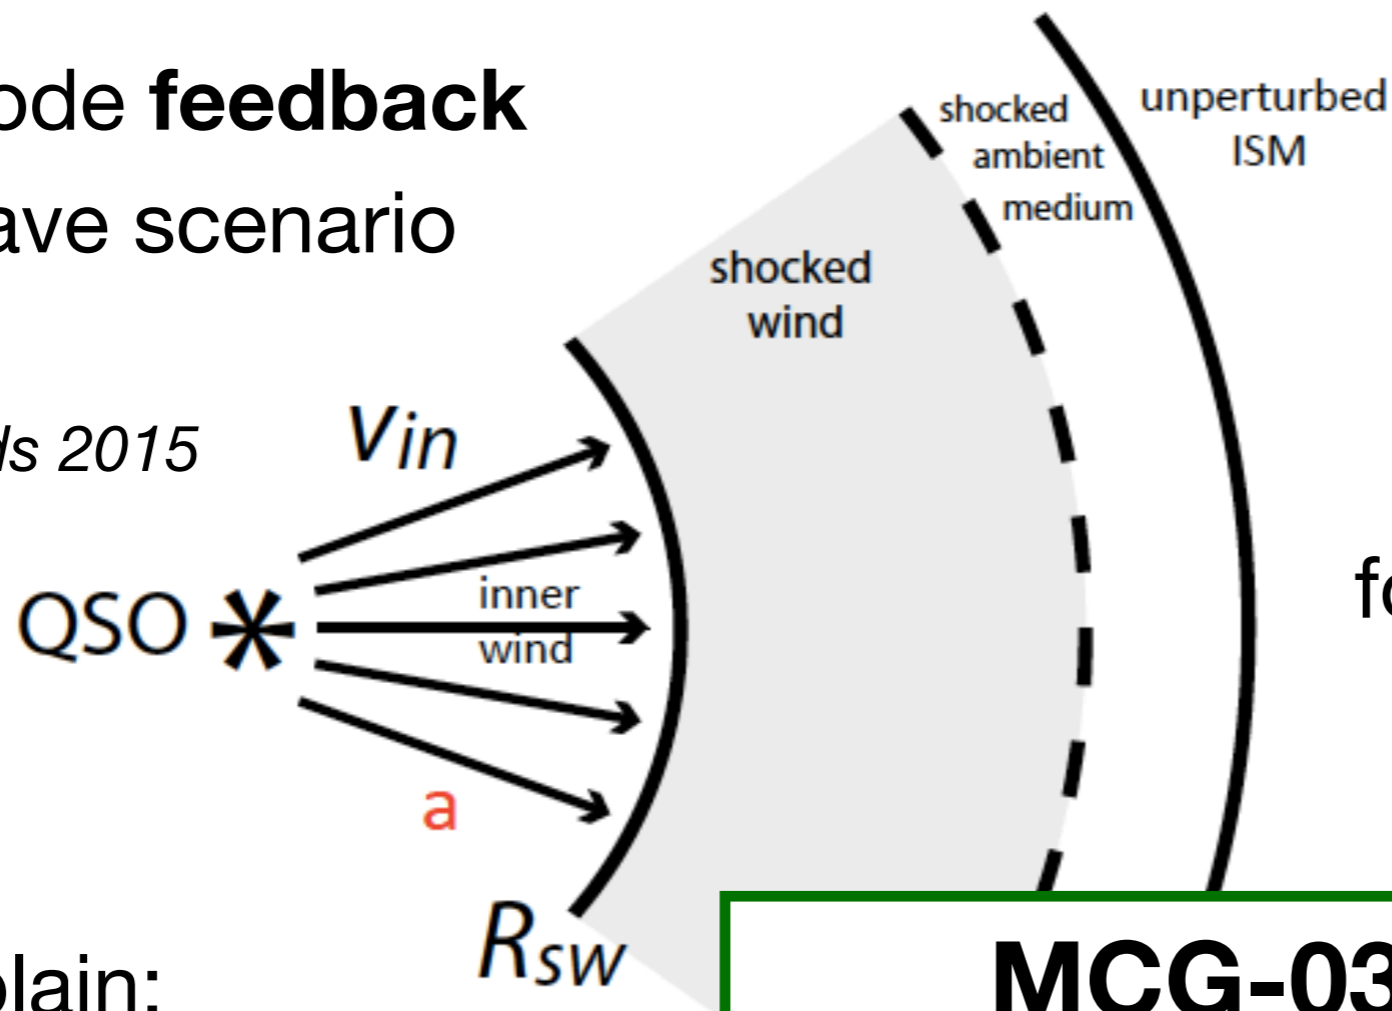 ode feedback
ave scenario
ds 2015
shocked
ambient
medium
unperturbed
ISM
shocked
wind
Vin
QSO
inner
wind
a
Rsw
fo
plain:
MCG-03